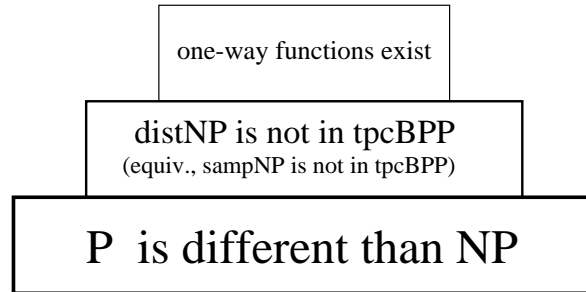 one-way functions exist
distNP is not in tpcBPP
(equiv., sampNP is not in tpcBPP)
P is different than NP